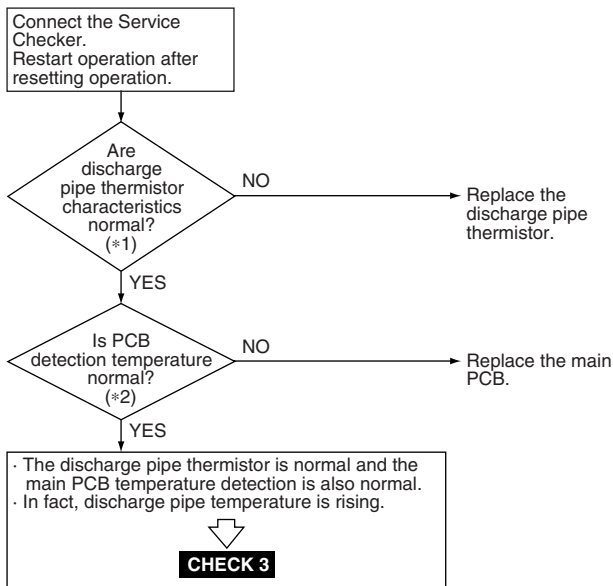 Connect the Service
Checker.
Restart operation after
resetting operation.
Are
discharge
pipe thermistor
characteristics
normal?
(*1)
NO
Replace the
discharge pipe
thermistor.
YES
Is PCB
detection temperature
normal?
(*2)
NO
Replace the main
PCB.
YES
· The discharge pipe thermistor is normal and the
main PCB temperature detection is also normal.
· In fact, discharge pipe temperature is rising.
CHECK 3